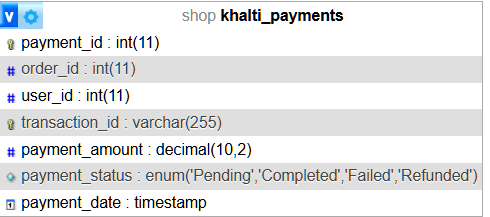 v shop khalti_payments
payment_id : int(11)
# order_id : int(11)
# user_id : int(11)
transaction_id : varchar(255)
# payment_amount : decimal(10,2)
payment_status : enum('Pending','Completed','Failed','Refunded')
payment_date : timestamp